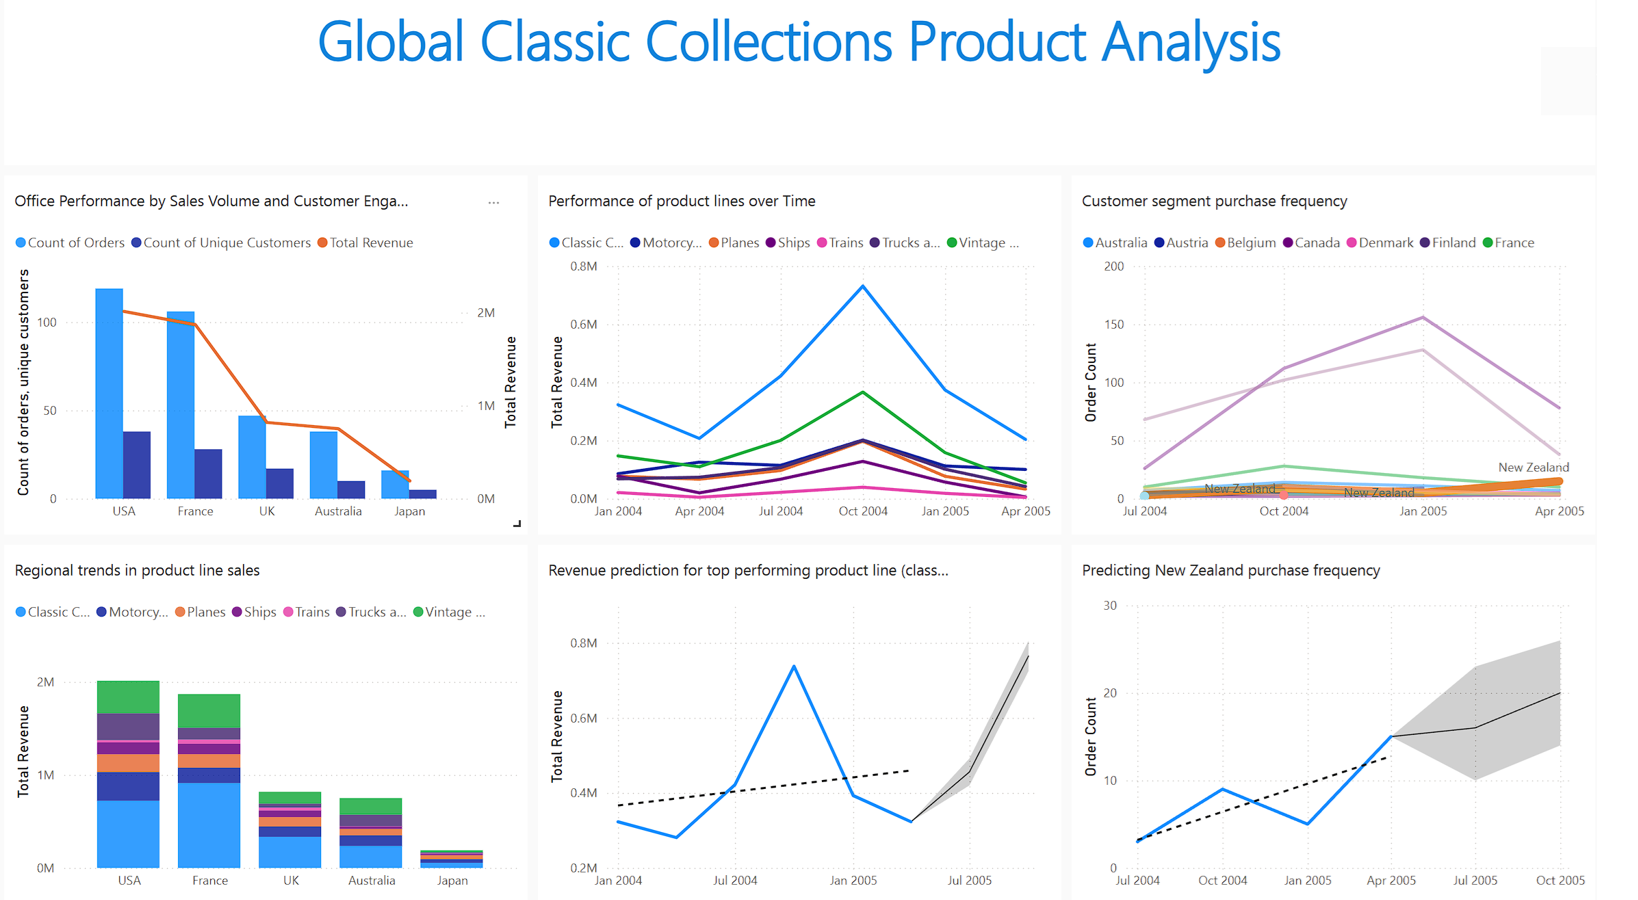 Global Classic Collections Product Analysis
Office Performance by Sales Volume and Customer Enga...
...
Count of Orders Count of Unique Customers Total Revenue
Count of orders, unique customers
100
50
0
2M
1M
0M
Total Revenue
USA France UK Australia Japan
Performance of product lines over Time
Classic C... Motorcy... Planes Ships Trains Trucks a... Vintage ...
Total Revenue
0.8M
0.6M
0.4M
0.2M
0.0M
Jan 2004 Apr 2004 Jul 2004 Oct 2004 Jan 2005 Apr 2005
Customer segment purchase frequency
Australia Austria Belgium Canada Denmark Finland France
Order Count
200
150
100
50
0
New Zealand
New Zealand
New Zealand
Jul 2004 Oct 2004 Jan 2005 Apr 2005
Regional trends in product line sales
Classic C... Motorcy... Planes Ships Trains Trucks a... Vintage ...
Total Revenue
2M
1M
0M
USA France UK Australia Japan
Revenue prediction for top performing product line (class...
Total Revenue
0.8M
0.6M
0.4M
0.2M
Jan 2004 Jul 2004 Jan 2005 Jul 2005
Predicting New Zealand purchase frequency
Order Count
30
20
10
0
Jul 2004 Oct 2004 Jan 2005 Apr 2005 Jul 2005 Oct 2005